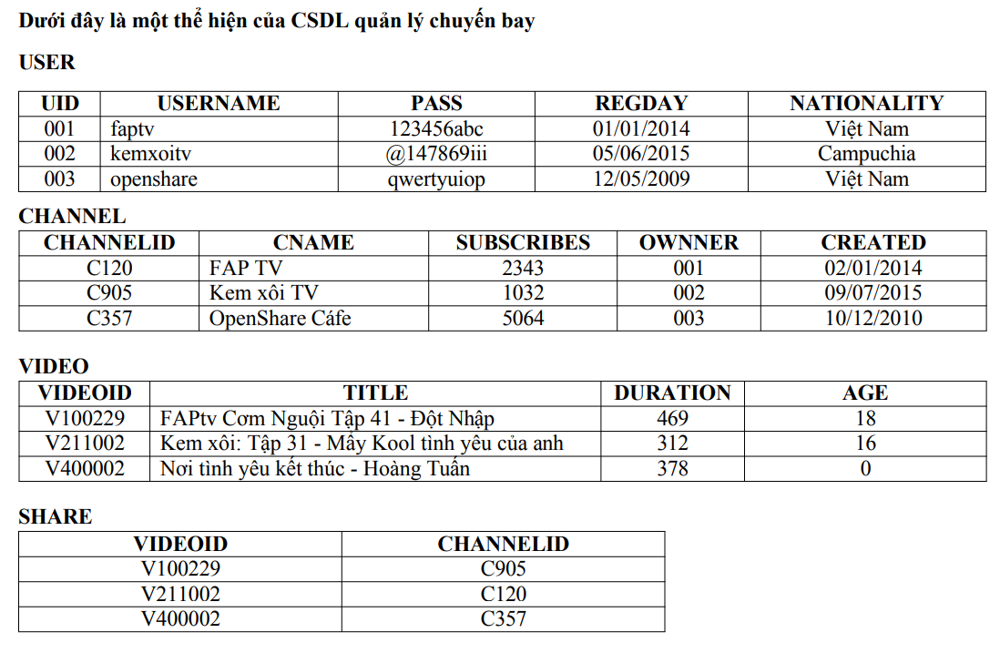 Dưới đây là một thể hiện của CSDL quản lý chuyến bay
USER
UID USERNAME PASS REGDAY NATIONALITY
001 faptv 123456abc 01/01/2014 Việt Nam
002 kemxoitv @147869iii 05/06/2015 Campuchia
003 openshare qwertyuiop 12/05/2009 Việt Nam
CHANNEL
CHANNELID CNAME SUBSCRIBES OWNNER CREATED
C120 FAP TV 2343 001 02/01/2014
C905 Kem xôi TV 1032 002 09/07/2015
C357 OpenShare Cáfe 5064 003 10/12/2010
VIDEO
VIDEOID TITLE DURATION AGE
V100229 FAPtv Cơm Nguội Tập 41 - Đột Nhập 469 18
V211002 Kem xôi: Tập 31 - Mẩy Kool tình yêu của anh 312 16
V400002 Nơi tình yêu kết thúc - Hoàng Tuấn 378 0
SHARE
VIDEOID CHANNELID
V100229 C905
V211002 C120
V400002 C357